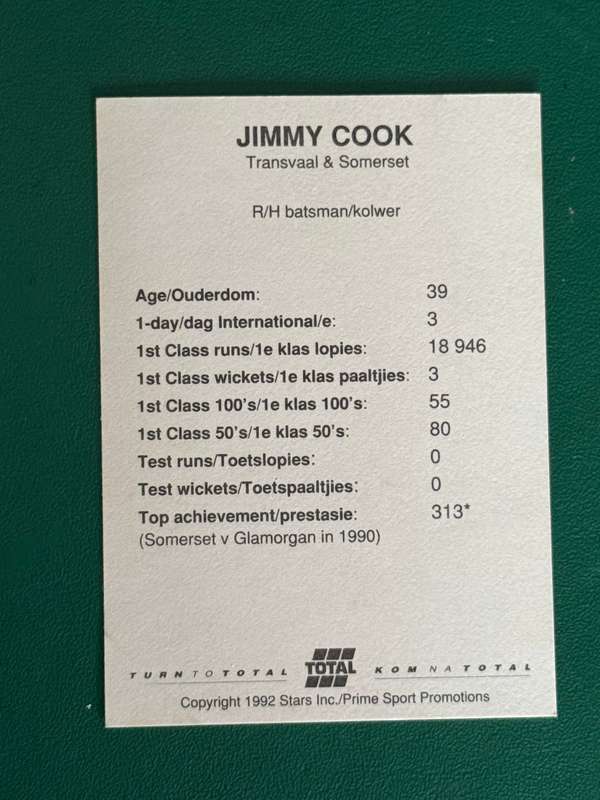 JIMMY COOK
Transvaal & Somerset
R/H batsman/kolwer
Age/Ouderdom: 39
1-day/dag International/e: 3
1st Class runs/1e klas lopies: 18 946
1st Class wickets/1e klas paaltjies: 3
1st Class 100's/1e klas 100's: 55
1st Class 50's/1e klas 50's: 80
Test runs/Toetslopies: 0
Test wickets/Toetspaaltjies: 0
Top achievement/prestasie: 313*
(Somerset v Glamorgan in 1990)
TURN TO TOTAL TOTAL KOM NA TOTAL
Copyright 1992 Stars Inc./Prime Sport Promotions